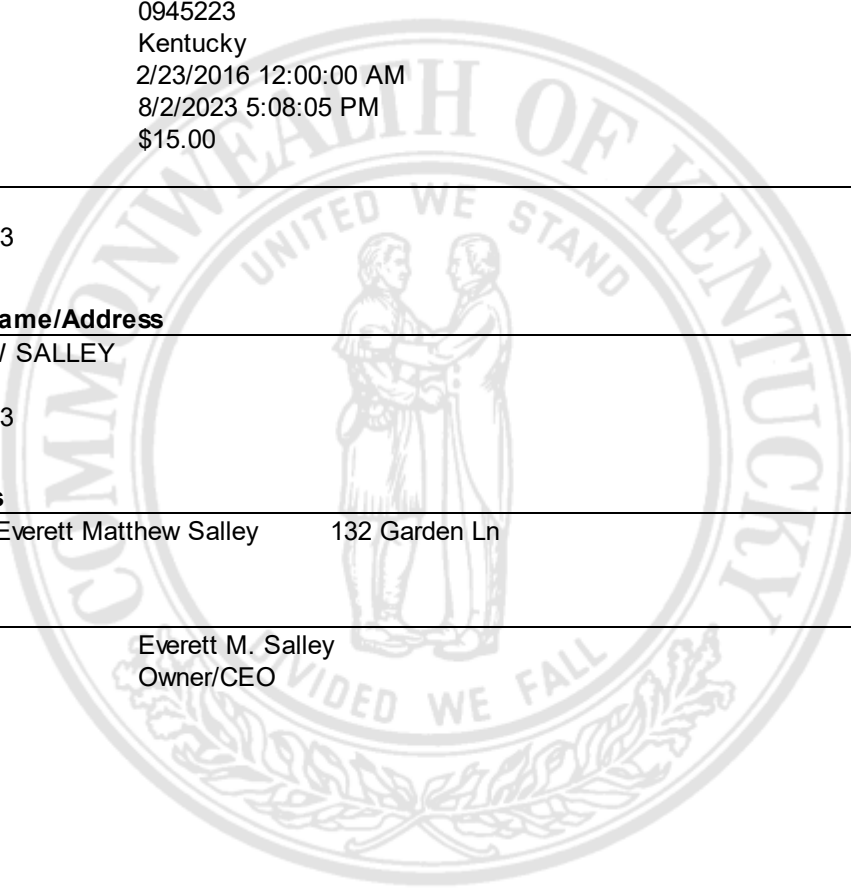 0945223
Kentucky
2/23/2016 12:00:00 AM
8/2/2023 5:08:05 PM
$15.00
3
ame/Address
SALLEY
3
s
Everett Matthew Salley 132 Garden Ln
Everett M. Salley
Owner/CEO
COMMONWEALTH OF KENTUCKY
UNITED WE STAND
VIDED WE FALL